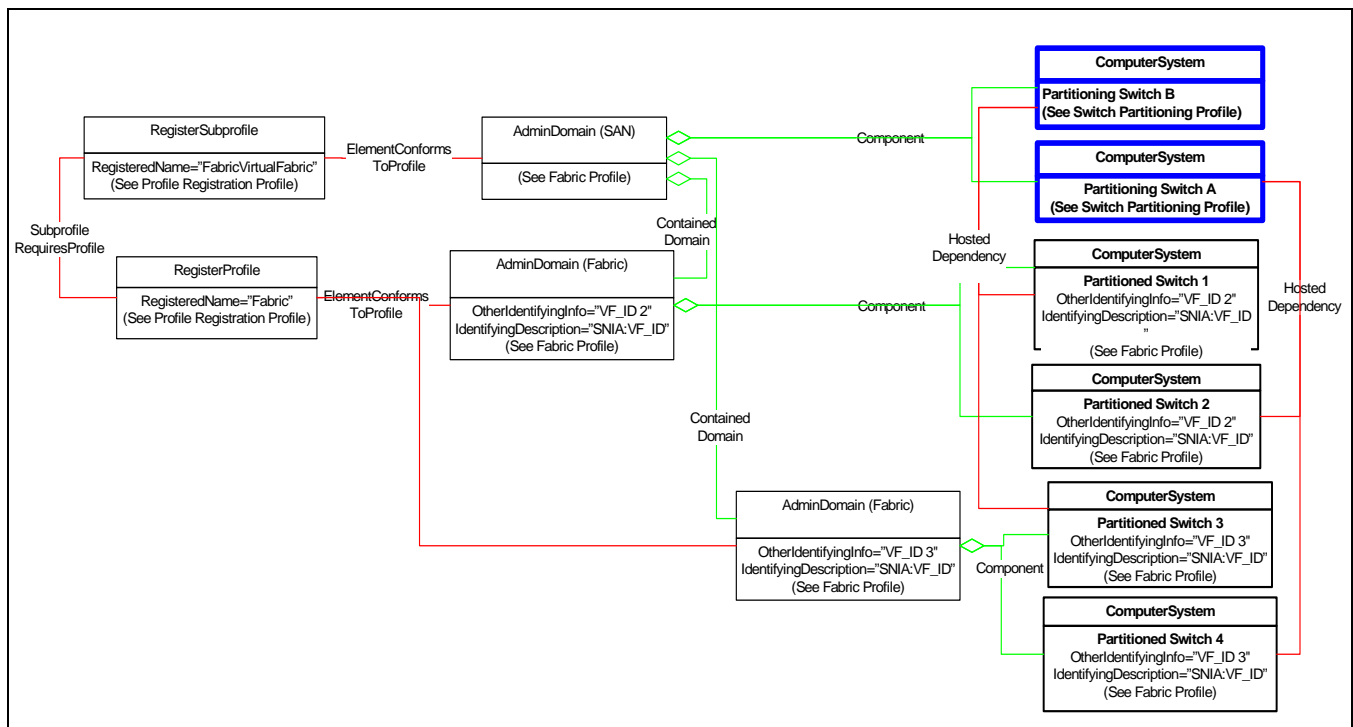 ComputerSystem
Partitioning Switch B
(See Switch Partitioning Profile)
RegisterSubprofile
RegisteredName="FabricVirtualFabric"
(See Profile Registration Profile)
ElementConforms
ToProfile
AdminDomain (SAN)
(See Fabric Profile)
Component
ComputerSystem
Partitioning Switch A
(See Switch Partitioning Profile)
Subprofile
RequiresProfile
Contained
Domain
Hosted
Dependency
RegisterProfile
RegisteredName="Fabric"
(See Profile Registration Profile)
ElementConforms
ToProfile
AdminDomain (Fabric)
OtherIdentifyingInfo="VF_ID 2"
IdentifyingDescription="SNIA:VF_ID"
(See Fabric Profile)
Component
ComputerSystem
Partitioned Switch 1
OtherIdentifyingInfo="VF_ID 2"
IdentifyingDescription="SNIA:VF_ID
"
(See Fabric Profile)
Hosted
Dependency
ComputerSystem
Partitioned Switch 2
OtherIdentifyingInfo="VF_ID 2"
IdentifyingDescription="SNIA:VF_ID"
(See Fabric Profile)
Contained
Domain
AdminDomain (Fabric)
OtherIdentifyingInfo="VF_ID 3"
IdentifyingDescription="SNIA:VF_ID"
(See Fabric Profile)
Component
ComputerSystem
Partitioned Switch 3
OtherIdentifyingInfo="VF_ID 3"
IdentifyingDescription="SNIA:VF_ID"
(See Fabric Profile)
ComputerSystem
Partitioned Switch 4
OtherIdentifyingInfo="VF_ID 3"
IdentifyingDescription="SNIA:VF_ID"
(See Fabric Profile)